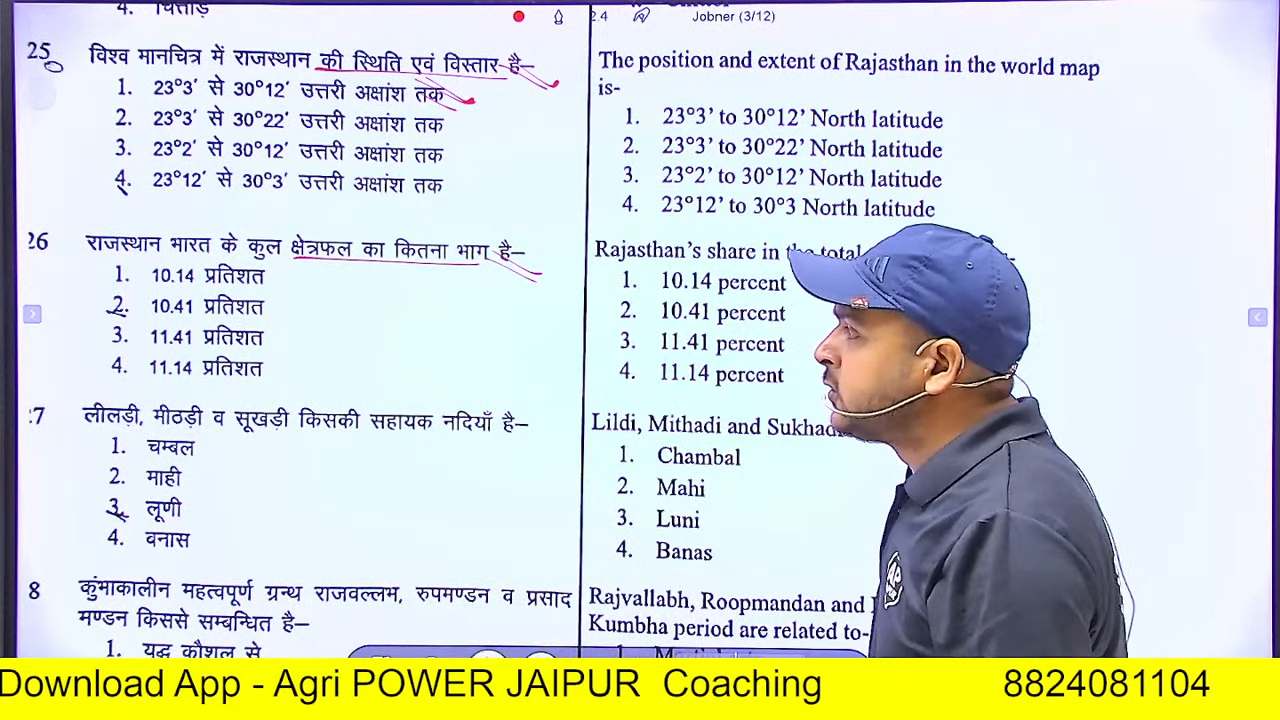 4. चित्तौड़
2.4
Jobner (3/12)
25
विश्व मानचित्र में राजस्थान की स्थिति एवं विस्तार है–
1. 23°3′ से 30°12′ उत्तरी अक्षांश तक
2. 23°3′ से 30°22′ उत्तरी अक्षांश तक
3. 23°2′ से 30°12′ उत्तरी अक्षांश तक
4. 23°12′ से 30°3′ उत्तरी अक्षांश तक
26
राजस्थान भारत के कुल क्षेत्रफल का कितना भाग है–
1. 10.14 प्रतिशत
2. 10.41 प्रतिशत
3. 11.41 प्रतिशत
4. 11.14 प्रतिशत
:7
लीलड़ी, मीठड़ी व सूखड़ी किसकी सहायक नदियाँ है–
1. चम्बल
2. माही
3. लूणी
4. वनास
8
कुंभाकालीन महत्वपूर्ण ग्रन्थ राजवल्लभ, रुपमण्डन व प्रसाद
मण्डन किससे सम्बन्धित है–
1. युद्ध कौशल से
The position and extent of Rajasthan in the world map
is-
1. 23°3’ to 30°12’ North latitude
2. 23°3’ to 30°22’ North latitude
3. 23°2’ to 30°12’ North latitude
4. 23°12’ to 30°3 North latitude
Rajasthan’s share in the total
1. 10.14 percent
2. 10.41 percent
3. 11.41 percent
4. 11.14 percent
Lildi, Mithadi and
1. Chambal
2. Mahi
3. Luni
4. Banas
Rajvallabh, Roopmandan and
Kumbha period are related to-
Download App - Agri POWER JAIPUR Coaching 8824081104